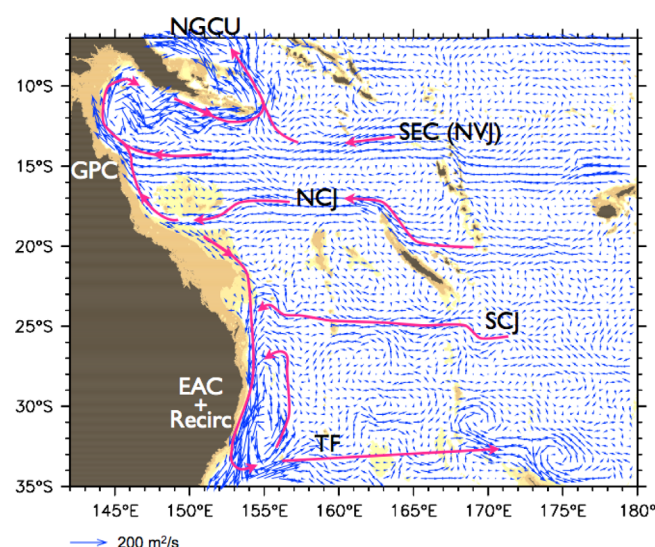 NGCU
10°S
SEC (NVJ)
15°S
GPC
NCJ
20°S
SCJ
25°S
EAC
+
Recirc
30°S
TF
35°S
145°E 150°E 155°E 160°E 165°E 170°E 175°E 180°
200 m²/s